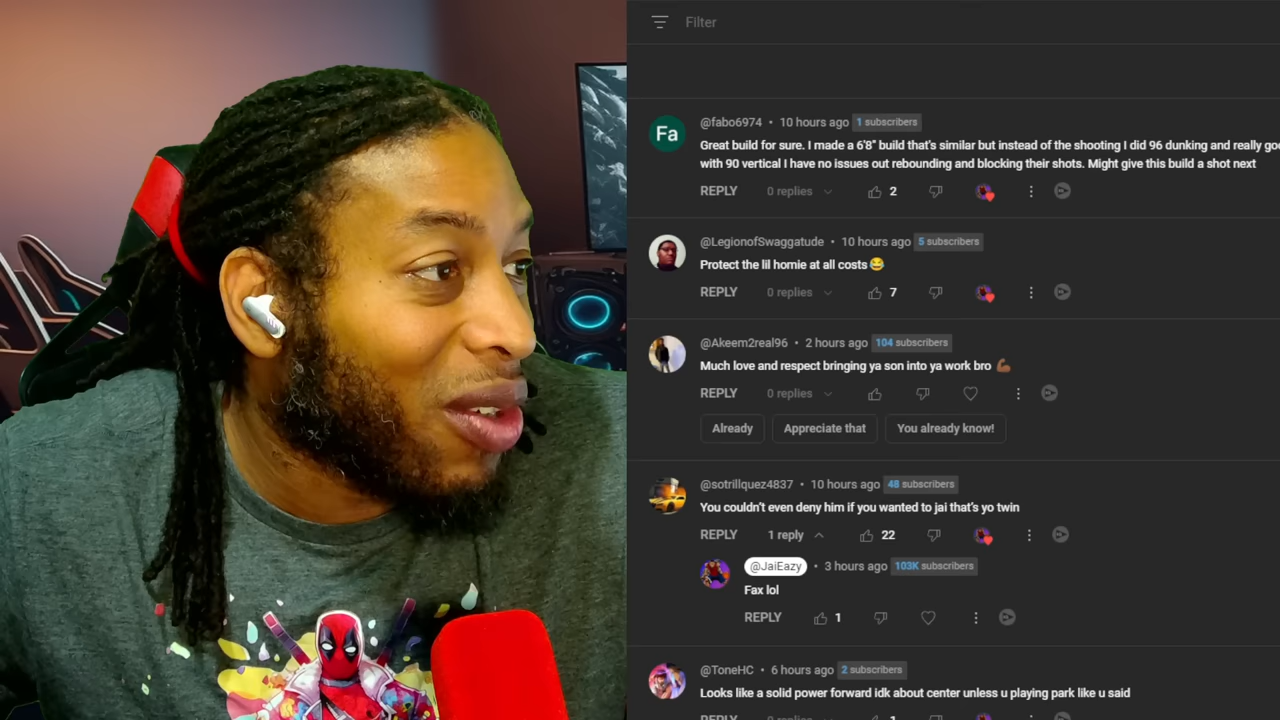 Filter
Fa
@fabo6974 • 10 hours ago 1 subscribers
Great build for sure. I made a 6'8" build that's similar but instead of the shooting I did 96 dunking and really
with 90 vertical I have no issues out rebounding and blocking their shots. Might give this build a shot next
REPLY 0 replies 2
@LegionofSwaggatude • 10 hours ago 5 subscribers
Protect the lil homie at all costs😂
REPLY 0 replies 7
@Akeem2real96 • 2 hours ago 104 subscribers
Much love and respect bringing ya son into ya work bro 💪🏾
REPLY 0 replies
Already Appreciate that You already know!
@sotrillquez4837 • 10 hours ago 48 subscribers
You couldn't even deny him if you wanted to jai that's yo twin
REPLY 1 reply 22
@JaiEazy • 3 hours ago 103K subscribers
Fax lol
REPLY 1
@ToneHC • 6 hours ago 2 subscribers
Looks like a solid power forward idk about center unless u playing park like u said